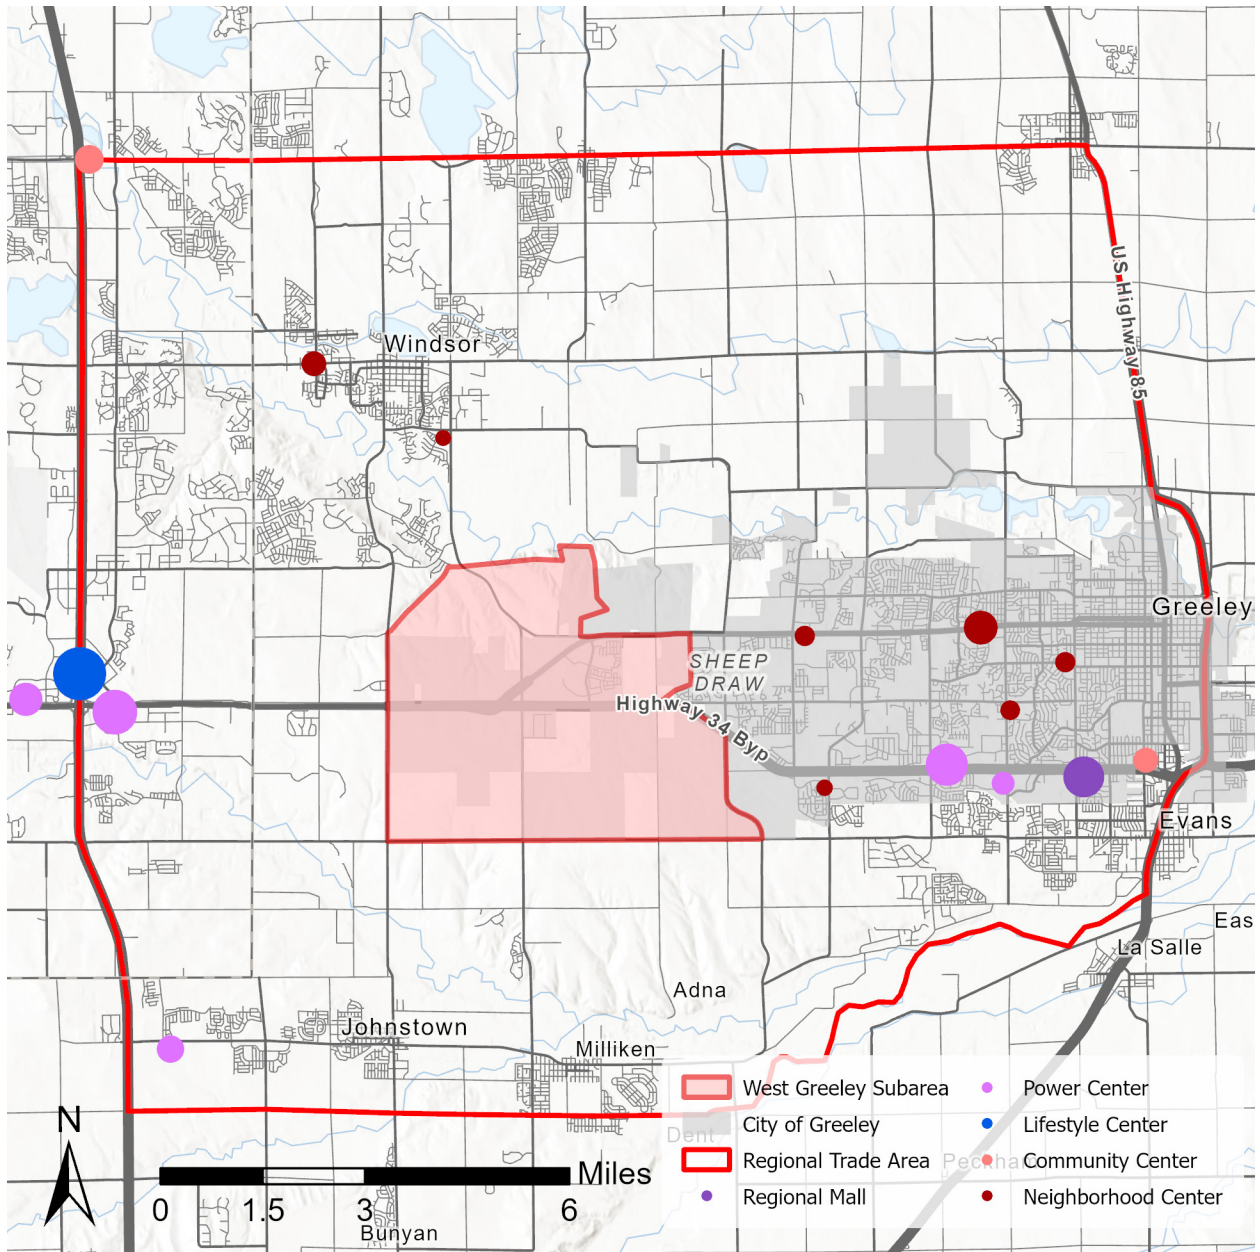 US Highway 85
Windsor
Greeley
SHEEP
DRAW
Highway 34 Byp
Evans
Eas
La Salle
Adna
Johnstown
Milliken
Dent
Peckham
Bunyan
N
Miles
0 1.5 3 6
West Greeley Subarea
City of Greeley
Regional Trade Area
Regional Mall
Power Center
Lifestyle Center
Community Center
Neighborhood Center